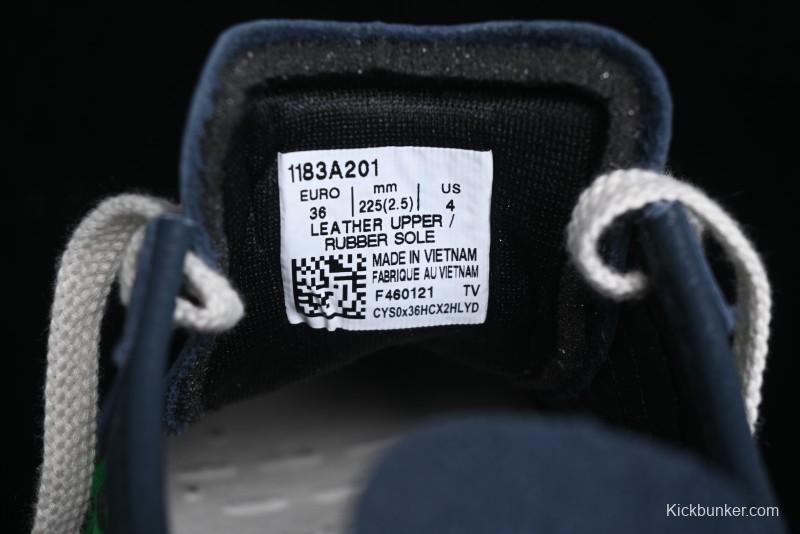 1183A201
EURO | mm | US
36 | 225(2.5) | 4
LEATHER UPPER /
RUBBER SOLE
MADE IN VIETNAM
FABRIQUE AU VIETNAM
F460121 TV
CYS0x36HCX2HLYD
Kickbunker.com